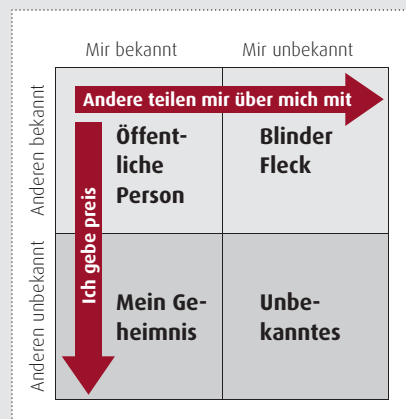 Mir bekannt
Mir unbekannt
Anderen bekannt
Andere teilen mir über mich mit
Öffent-
liche
Person
Blinder
Fleck
Ich gebe preis
Anderen unbekannt
Mein Ge-
heimnis
Unbe-
kanntes